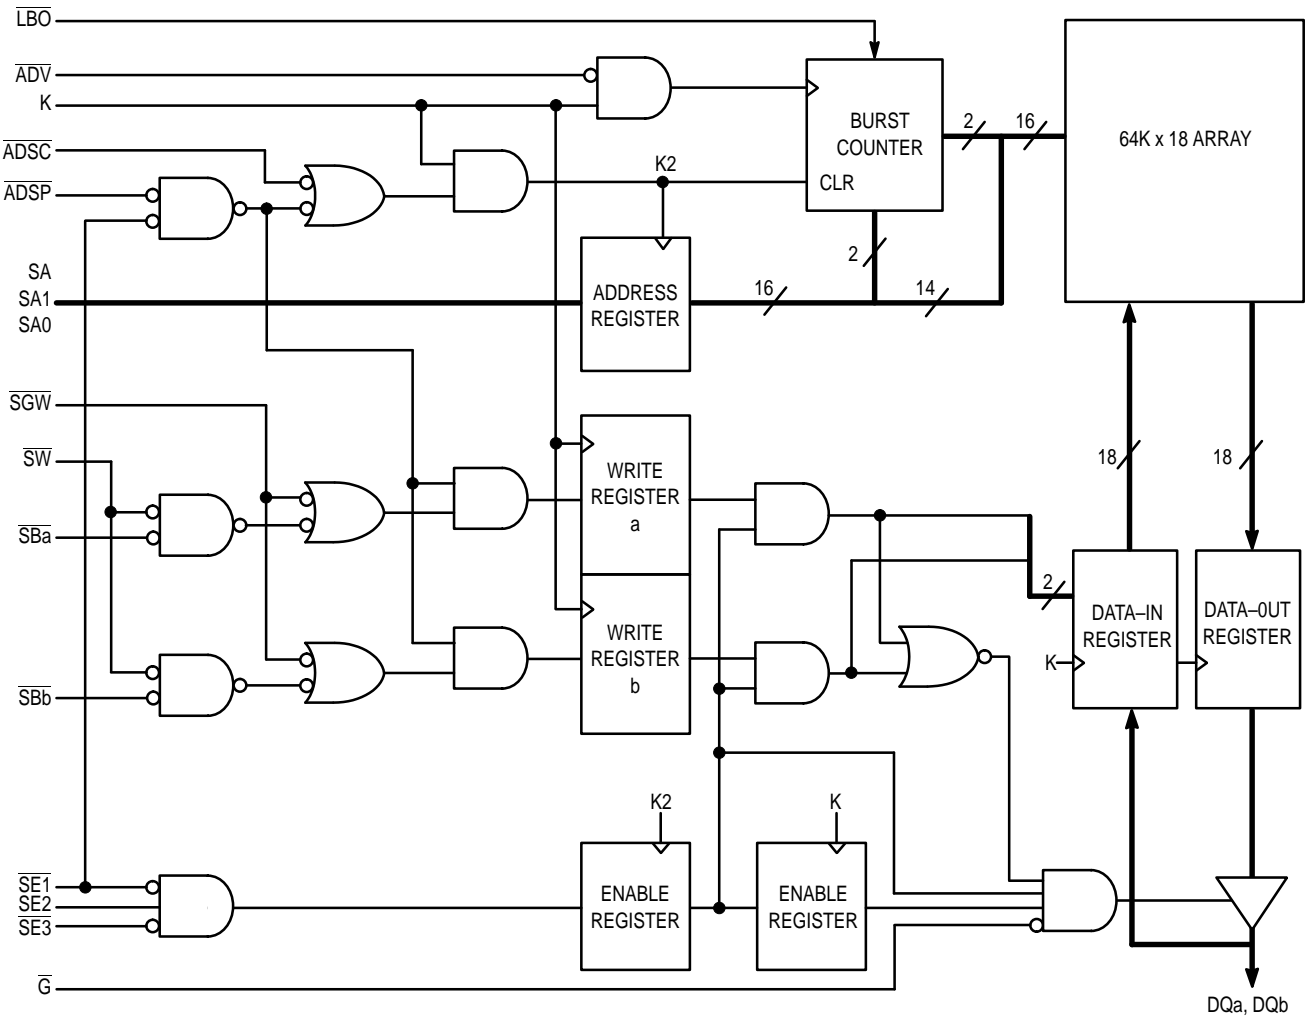 LBO
ADV
K
ADSC
ADSP
SA
SA1
SA0
SGW
SW
SBa
SBb
SE1
SE2
SE3
G
K2
BURST
COUNTER
CLR
2
16
64K x 18 ARRAY
2
ADDRESS
REGISTER
16
14
WRITE
REGISTER
a
WRITE
REGISTER
b
18
18
2
DATA–IN
REGISTER
K
DATA–0UT
REGISTER
K2
K
ENABLE
REGISTER
ENABLE
REGISTER
DQa, DQb